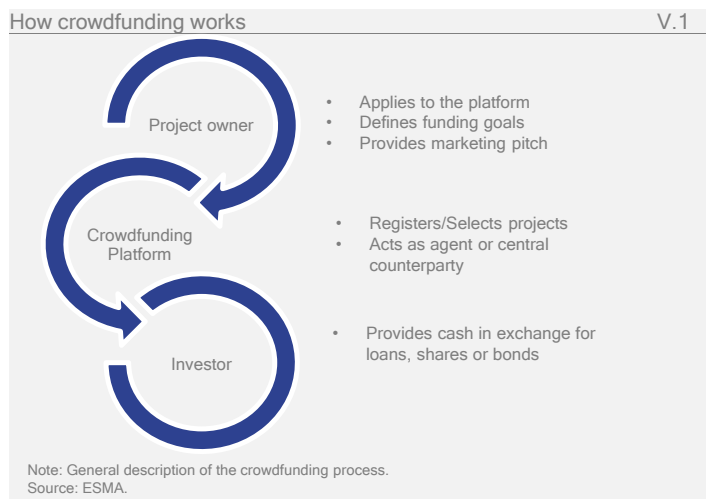 How crowdfunding works V.1
Project owner
• Applies to the platform
• Defines funding goals
• Provides marketing pitch
Crowdfunding
Platform
• Registers/Selects projects
• Acts as agent or central
counterparty
Investor
• Provides cash in exchange for
loans, shares or bonds
Note: General description of the crowdfunding process.
Source: ESMA.